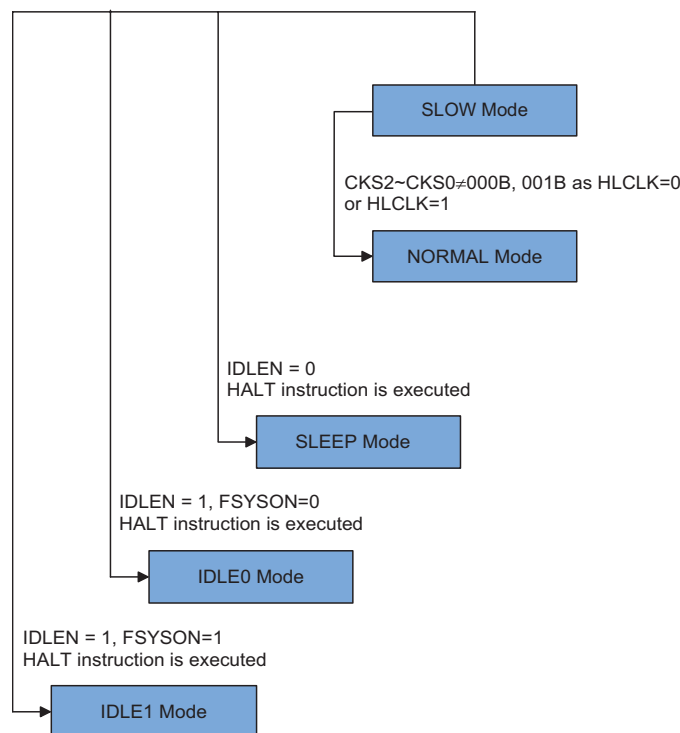 SLOW Mode
CKS2~CKS0≠000B, 001B as HLCLK=0
or HLCLK=1
NORMAL Mode
IDLEN = 0
HALT instruction is executed
SLEEP Mode
IDLEN = 1, FSYSON=0
HALT instruction is executed
IDLE0 Mode
IDLEN = 1, FSYSON=1
HALT instruction is executed
IDLE1 Mode